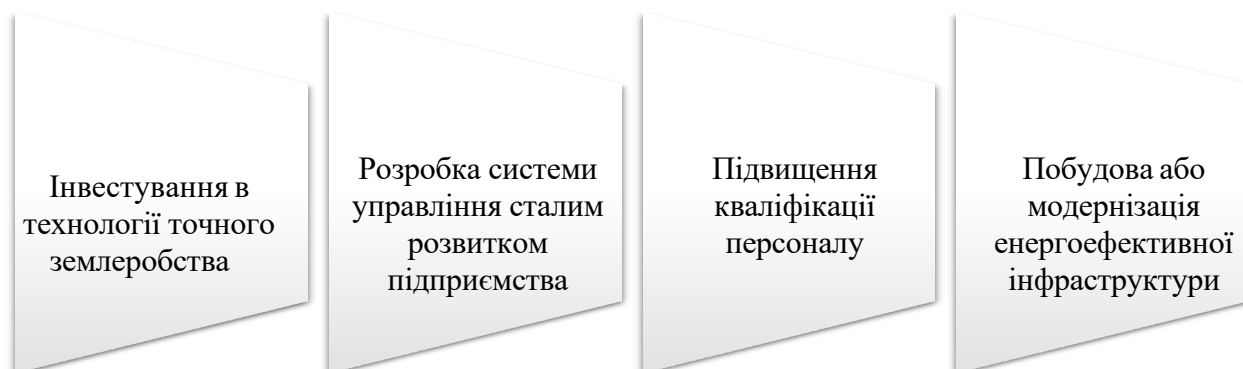 Інвестування в
технології точного
землеробства
Розробка системи
управління сталим
розвитком
підприємства
Підвищення
кваліфікації
персоналу
Побудова або
модернізація
енергоефективної
інфраструктури